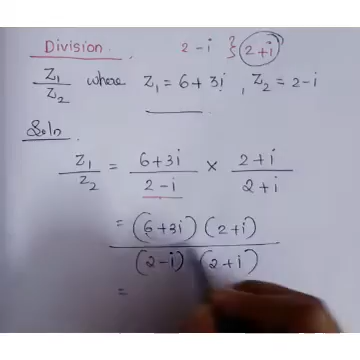 Division. 2-i } 2+i
Z₁/Z₂ where Z₁ = 6+3i, Z₂ = 2-i
Soln
Z₁/Z₂ = (6+3i)/(2-i) × (2+i)/(2+i)
= (6+3i)(2+i)
(2-i) (2+i)
=